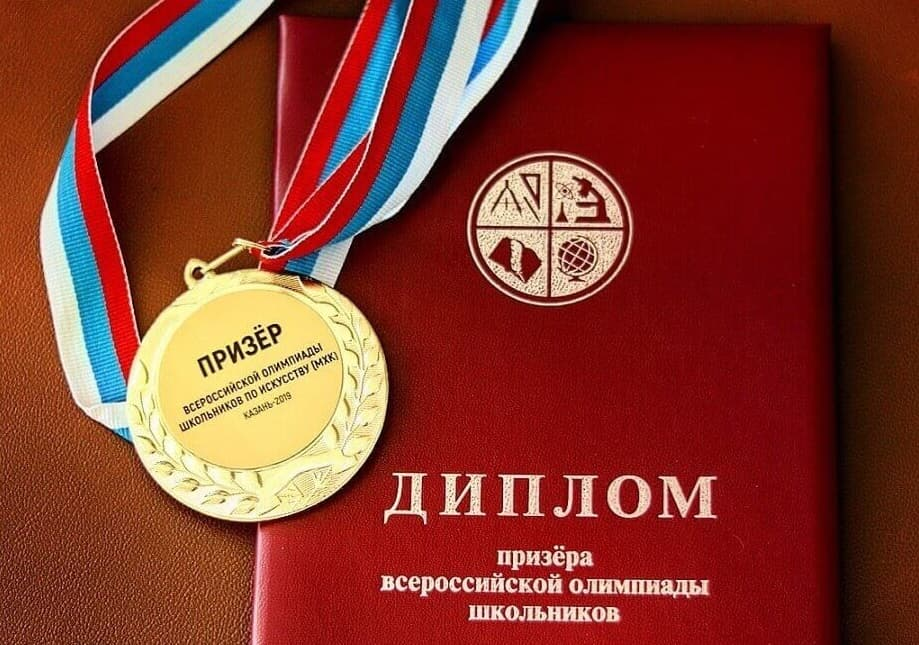 ПРИЗЁР
ВСЕРОССИЙСКОЙ ОЛИМПИАДЫ
ШКОЛЬНИКОВ ПО ИСКУССТВУ (МХК)
КАЗАНЬ-2019
ДИПЛОМ
призёра
всероссийской олимпиады
школьников